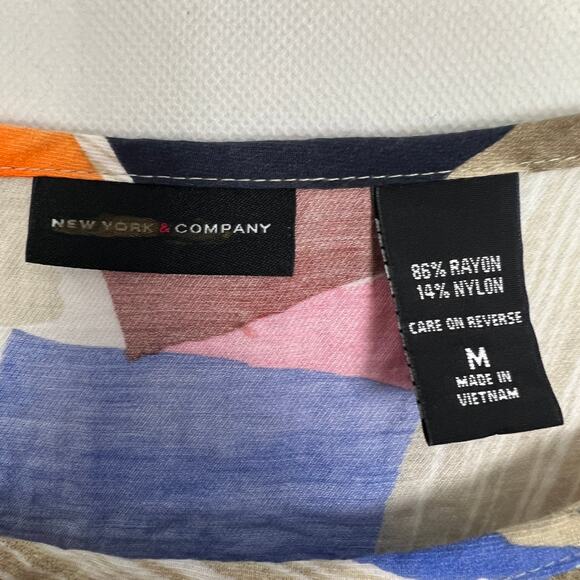 NEW YORK & COMPANY
86% RAYON
14% NYLON
CARE ON REVERSE
M
MADE IN
VIETNAM